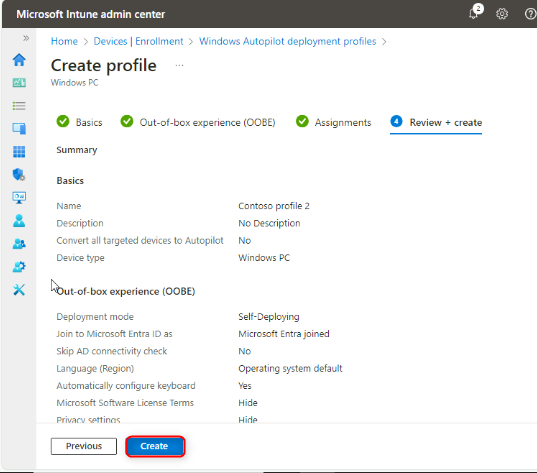 Microsoft Intune admin center
2
Home > Devices | Enrollment > Windows Autopilot deployment profiles >
Create profile ...
Windows PC
Basics Out-of-box experience (OOBE) Assignments 4 Review + create
Summary
Basics
Name Contoso profile 2
Description No Description
Convert all targeted devices to Autopilot No
Device type Windows PC
Out-of-box experience (OOBE)
Deployment mode Self-Deploying
Join to Microsoft Entra ID as Microsoft Entra joined
Skip AD connectivity check No
Language (Region) Operating system default
Automatically configure keyboard Yes
Microsoft Software License Terms Hide
Privacy settings Hide
Previous Create